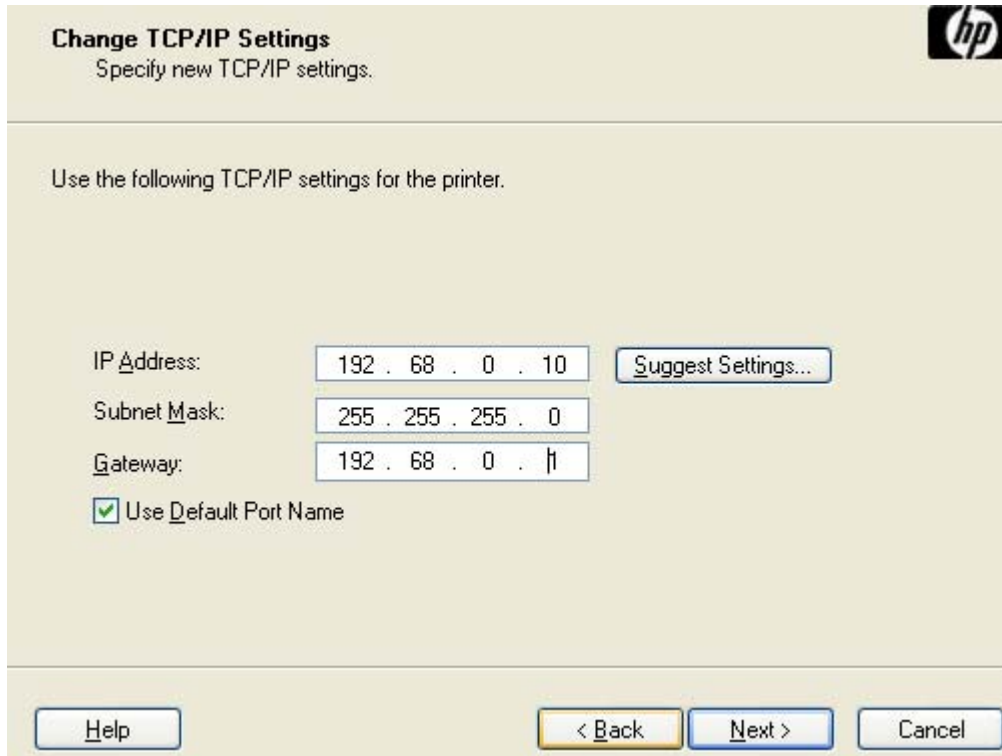 Change TCP/IP Settings
Specify new TCP/IP settings.
hp
Use the following TCP/IP settings for the printer.
IP Address: 192 . 68 . 0 . 10 Suggest Settings...
Subnet Mask: 255 . 255 . 255 . 0
Gateway: 192 . 68 . 0 . 1
Use Default Port Name
Help < Back Next > Cancel